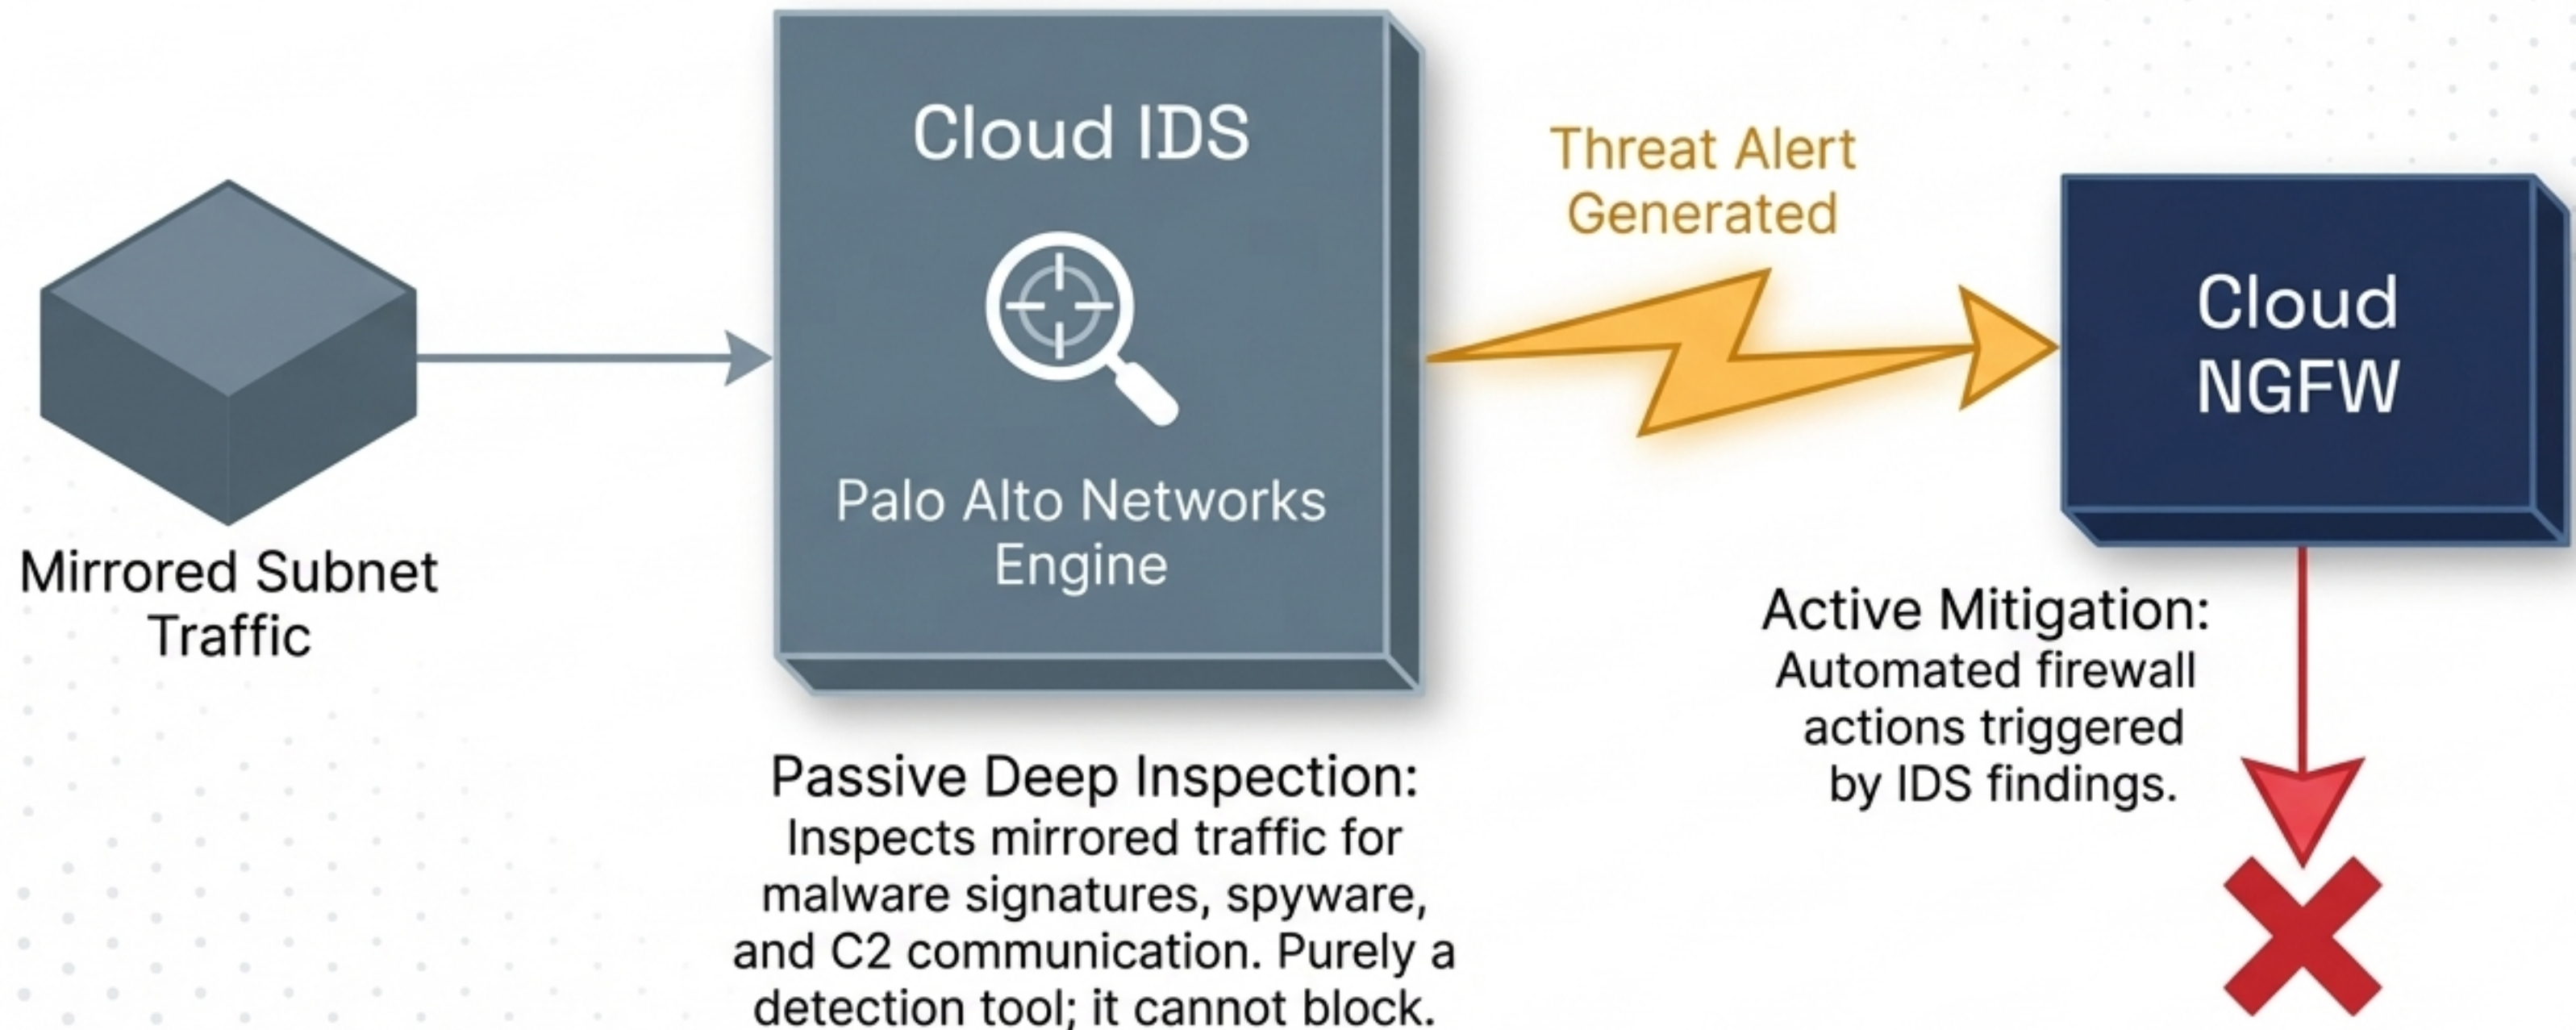 Mirrored Subnet
Traffic
Cloud IDS
Palo Alto Networks
Engine
Passive Deep Inspection:
Inspects mirrored traffic for
malware signatures, spyware,
and C2 communication. Purely a
detection tool; it cannot block.
Threat Alert
Generated
Cloud
NGFW
Active Mitigation:
Automated firewall
actions triggered
by IDS findings.